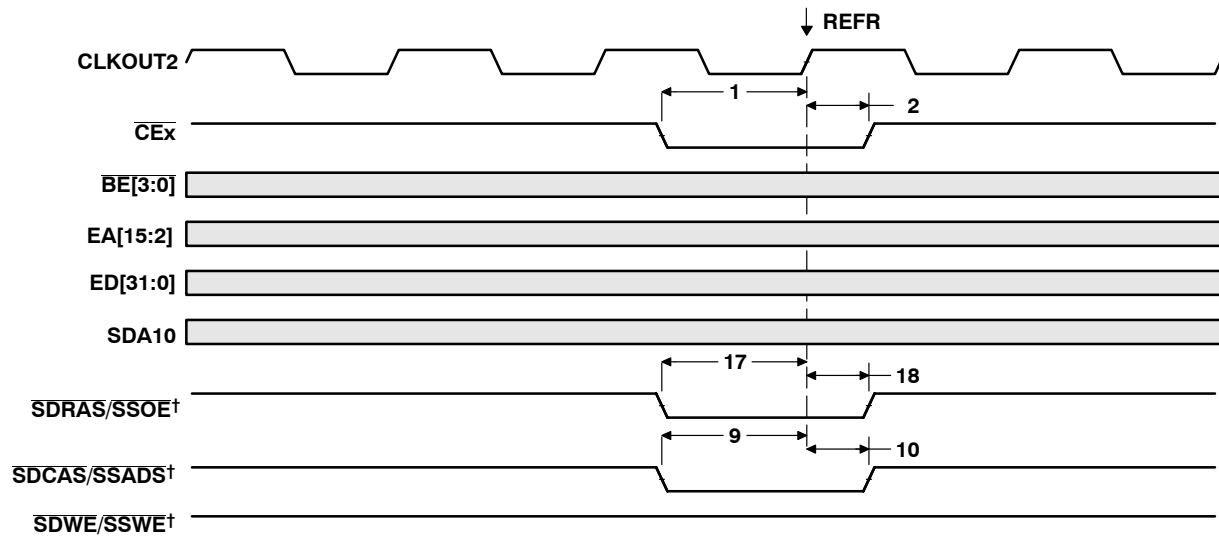 REFR
CLKOUT2
1
2
CEx
BE[3:0]
EA[15:2]
ED[31:0]
SDA10
17
18
SDRAS/SSOE†
9
10
SDCAS/SSADS†
SDWE/SSWE†